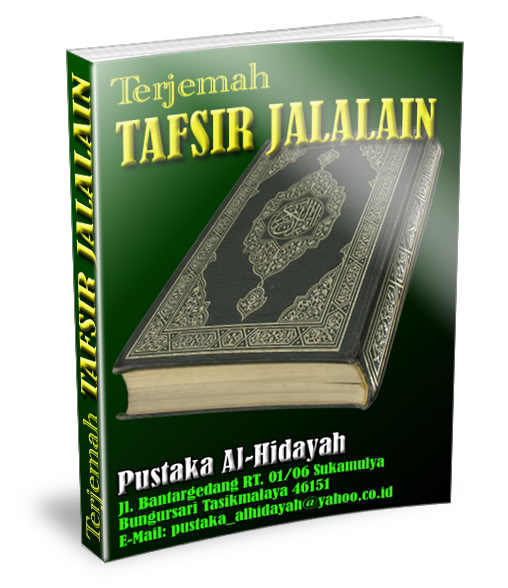 Terjemah
TAFSIR JALALAIN
Pustaka Al-Hidayah
Jl. Bantargedang RT. 01/06 Sukamulya
Bungursari Tasikmalaya 46151
E-Mail: pustaka_alhidayah@yahoo.co.id
Terjemah TAFSIR JALALAIN